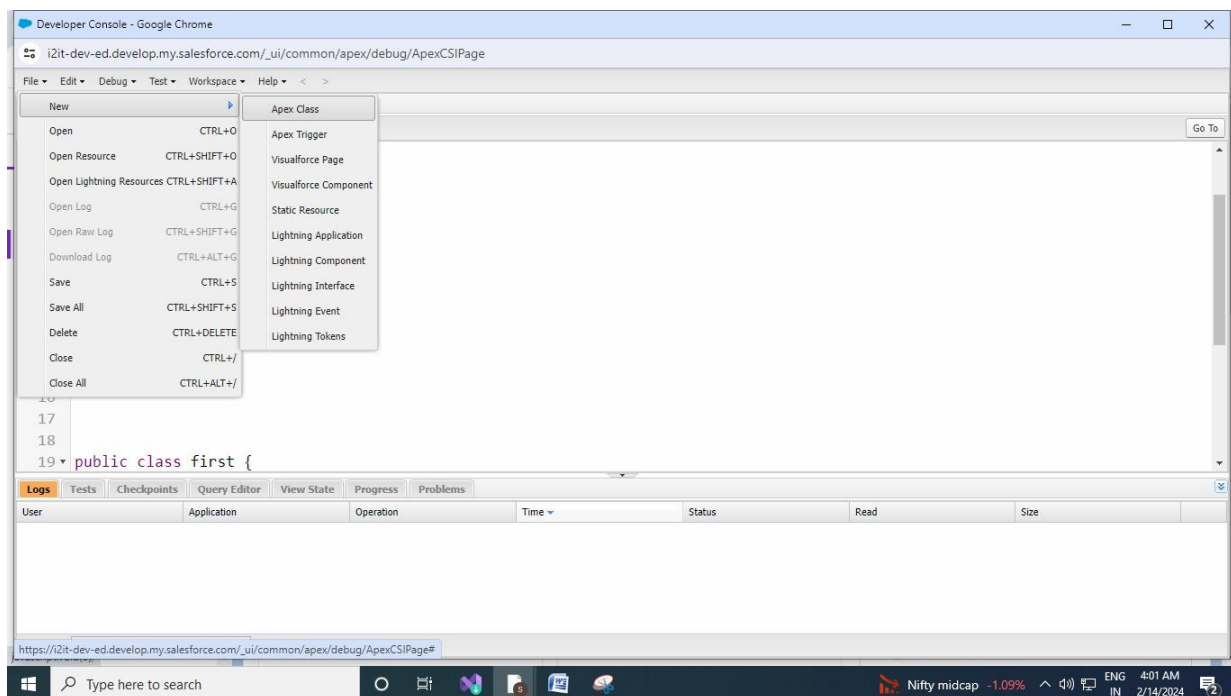 Developer Console - Google Chrome
i2it-dev-ed.develop.my.salesforce.com/_ui/common/apex/debug/ApexCSIPage
File Edit Debug Test Workspace Help < >
New Apex Class
Open CTRL+O Apex Trigger Go To
Open Resource CTRL+SHIFT+O Visualforce Page
Open Lightning Resources CTRL+SHIFT+A Visualforce Component
Open Log CTRL+G Static Resource
Open Raw Log CTRL+SHIFT+G Lightning Application
Download Log CTRL+ALT+G Lightning Component
Save CTRL+S Lightning Interface
Save All CTRL+SHIFT+S Lightning Event
Delete CTRL+DELETE Lightning Tokens
Close CTRL+/
Close All CTRL+ALT+/
17
18
19 public class first {
Logs Tests Checkpoints Query Editor View State Progress Problems
User Application Operation Time Status Read Size
https://i2it-dev-ed.develop.my.salesforce.com/_ui/common/apex/debug/ApexCSIPage#
Type here to search Nifty midcap -1.09% ENG 4:01 AM
IN 2/14/2024